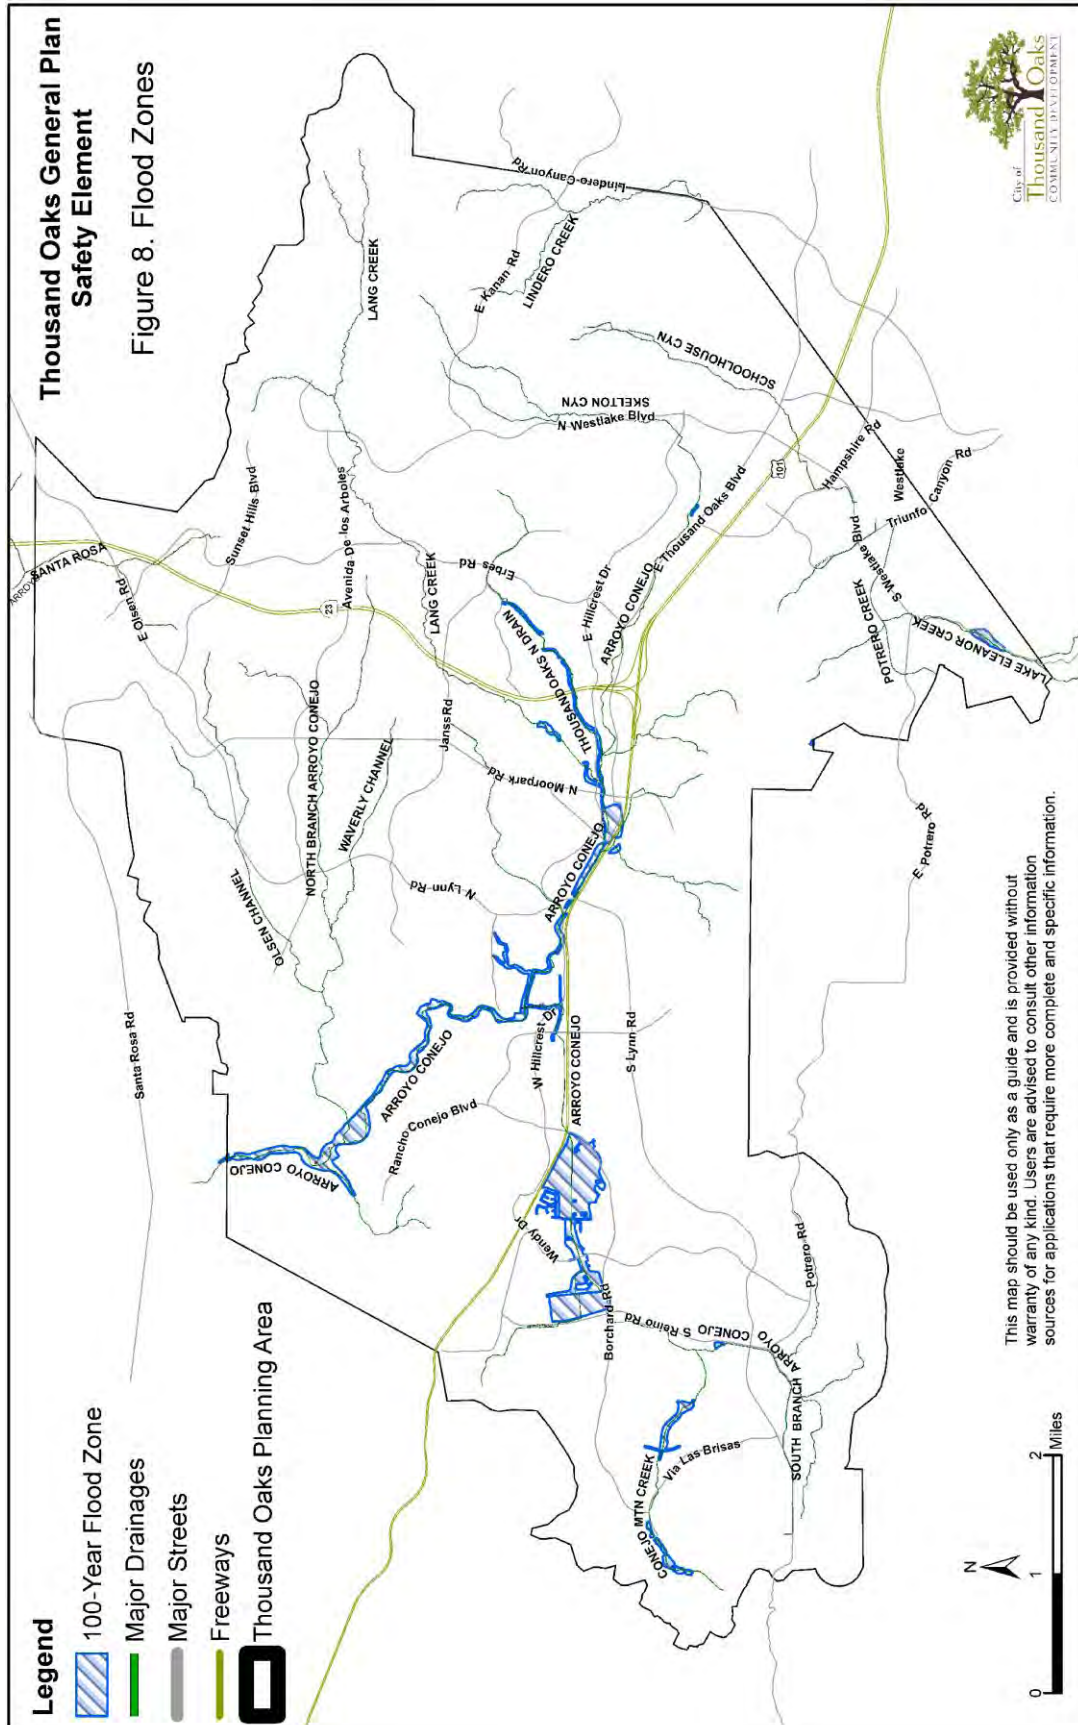 Thousand Oaks General Plan
Safety Element
Figure 8. Flood Zones
City of
Thousand Oaks
COMMUNITY DEVELOPMENT
Legend
100-Year Flood Zone
Major Drainages
Major Streets
Freeways
Thousand Oaks Planning Area
ARROYO
SANTA ROSA
E Olsen Rd
Sunset Hills Blvd
23
Avenida De los Arboles
LANG CREEK
LANG CREEK
Erbes Rd
Lindero Canyon Rd
E Kanan Rd
LINDERO CREEK
SCHOOLHOUSE CYN
SKELTON CYN
N Westlake Blvd
E Hillcrest Dr
ARROYO CONEJO
E Thousand Oaks Blvd
101
Hampshire Rd
Westlake
Triunfo Canyon Rd
S Westlake Blvd
POTRERO CREEK
LAKE ELEANOR CREEK
Santa Rosa Rd
OLSEN CHANNEL
NORTH BRANCH ARROYO CONEJO
WAVERLY CHANNEL
Janss Rd
N Moorpark Rd
THOUSAND OAKS N DRAIN
N Lynn Rd
ARROYO CONEJO
ARROYO CONEJO
ARROYO CONEJO
Rancho Conejo Blvd
W Hillcrest Dr
ARROYO CONEJO
S Lynn Rd
E Potrero Rd
Wendy Dr
Borchard Rd
S Reino Rd
Potrero Rd
SOUTH BRANCH ARROYO CONEJO
CONEJO MTN CREEK
Via Las Brisas
This map should be used only as a guide and is provided without
warranty of any kind. Users are advised to consult other information
sources for applications that require more complete and specific information.
N
0 1 2
Miles